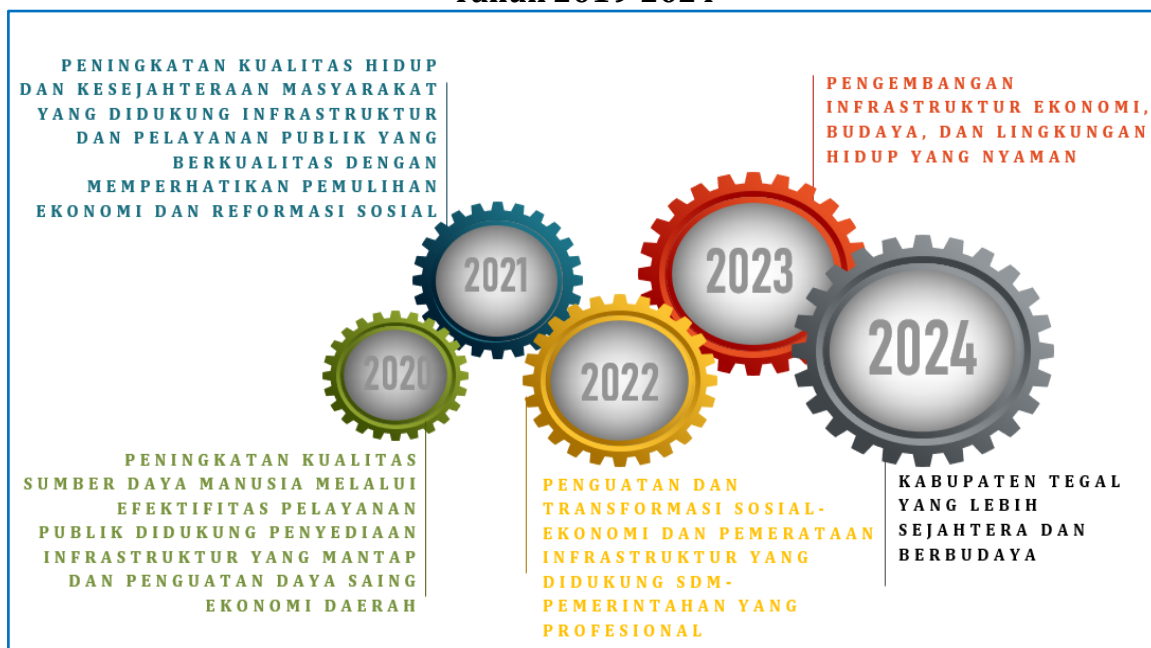 Tahun 2019-2024
PENINGKATAN KUALITAS HIDUP
DAN KESEJAHTERAAN MASYARAKAT
YANG DIDUKUNG INFRASTRUKTUR
DAN PELAYANAN PUBLIK YANG
BERKUALITAS DENGAN
MEMPERHATIKAN PEMULIHAN
EKONOMI DAN REFORMASI SOSIAL
PENGEMBANGAN
INFRASTRUKTUR EKONOMI,
BUDAYA, DAN LINGKUNGAN
HIDUP YANG NYAMAN
2021
2023
2020
2022
2024
PENINGKATAN KUALITAS
SUMBER DAYA MANUSIA MELALUI
EFEKTIFITAS PELAYANAN
PUBLIK DIDUKUNG PENYEDIAAN
INFRASTRUKTUR YANG MANTAP
DAN PENGUATAN DAYA SAING
EKONOMI DAERAH
PENGUATAN DAN
TRANSFORMASI SOSIAL-
EKONOMI DAN PEMERATAAN
INFRASTRUKTUR YANG
DIDUKUNG SDM-
PEMERINTAHAN YANG
PROFESIONAL
KABUPATEN TEGAL
YANG LEBIH
SEJAHTERA DAN
BERBUDAYA